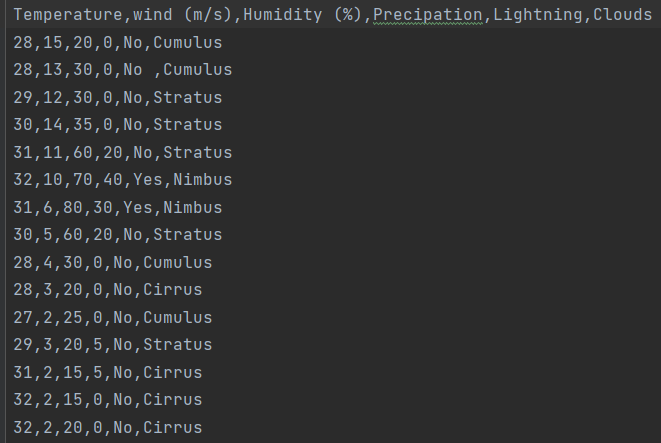 Temperature,wind (m/s),Humidity (%),Precipation,Lightning,Clouds
28,15,20,0,No,Cumulus
28,13,30,0,No ,Cumulus
29,12,30,0,No,Stratus
30,14,35,0,No,Stratus
31,11,60,20,No,Stratus
32,10,70,40,Yes,Nimbus
31,6,80,30,Yes,Nimbus
30,5,60,20,No,Stratus
28,4,30,0,No,Cumulus
28,3,20,0,No,Cirrus
27,2,25,0,No,Cumulus
29,3,20,5,No,Stratus
31,2,15,5,No,Cirrus
32,2,15,0,No,Cirrus
32,2,20,0,No,Cirrus